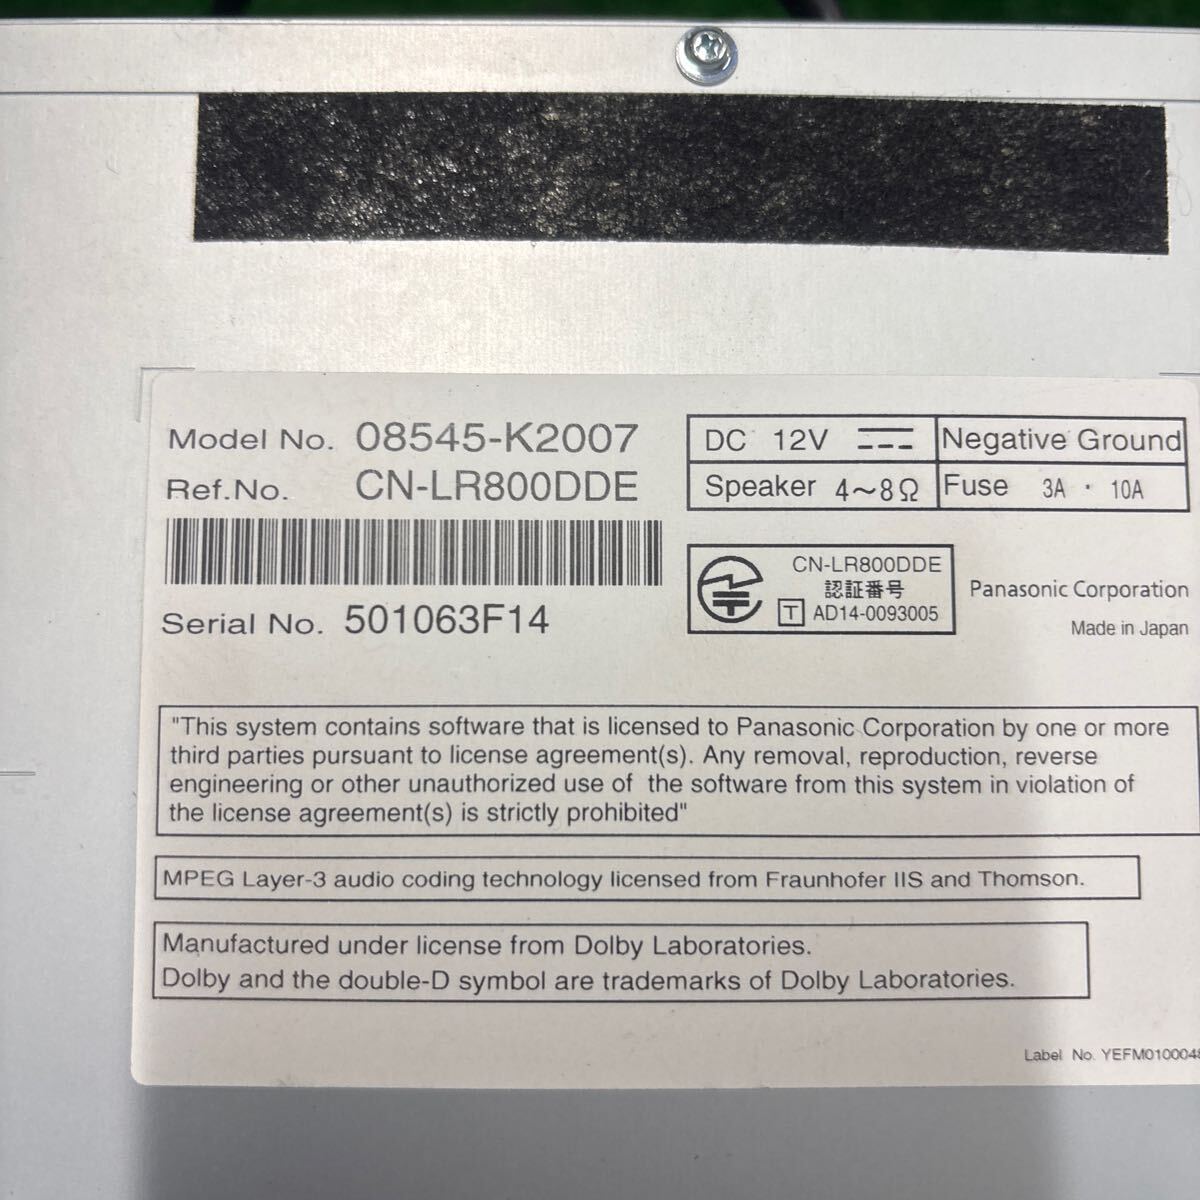 Model No. 08545-K2007
Ref.No. CN-LR800DDE
Serial No. 501063F14
DC 12V Negative Ground
Speaker 4～8Ω Fuse 3A · 10A
CN-LR800DDE
認証番号
T AD14-0093005
Panasonic Corporation
Made in Japan
"This system contains software that is licensed to Panasonic Corporation by one or more
third parties pursuant to license agreement(s). Any removal, reproduction, reverse
engineering or other unauthorized use of the software from this system in violation of
the license agreement(s) is strictly prohibited"
MPEG Layer-3 audio coding technology licensed from Fraunhofer IIS and Thomson.
Manufactured under license from Dolby Laboratories.
Dolby and the double-D symbol are trademarks of Dolby Laboratories.
Label No.